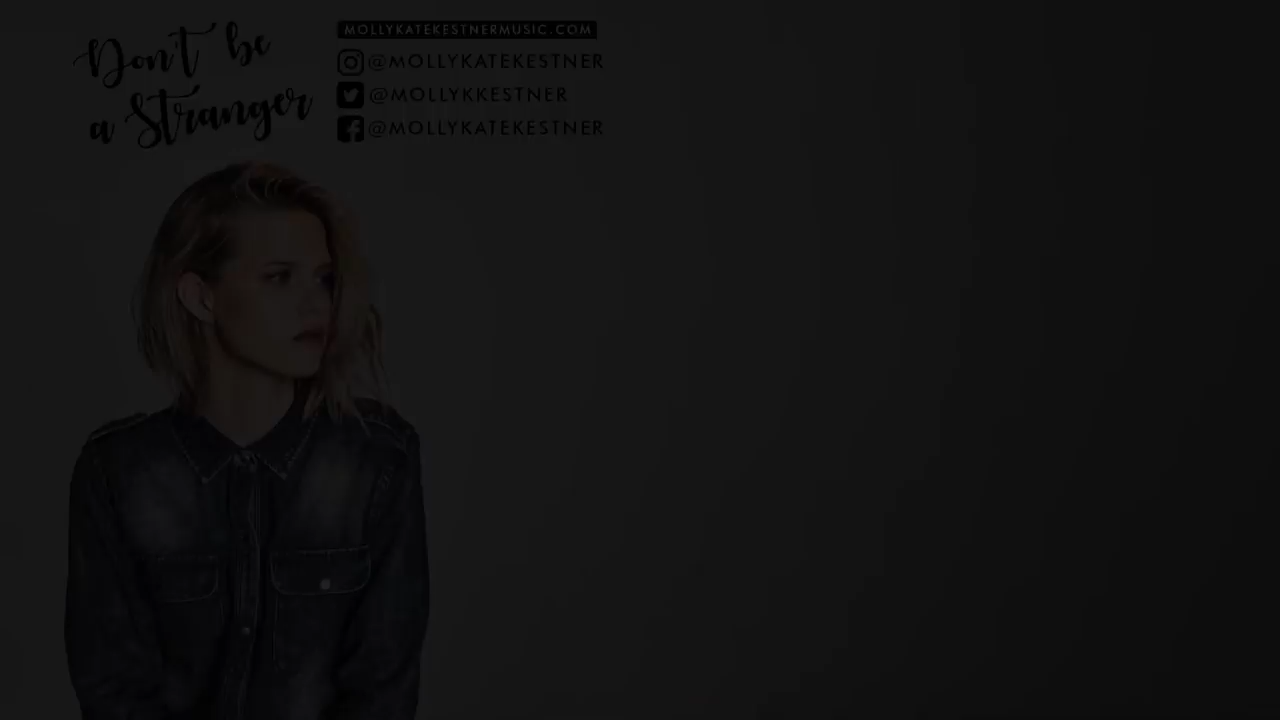 Don't be
a Stranger
MOLLYKATEKESTNERMUSIC.COM
@MOLLYKATEKESTNER
@MOLLYKKESTNER
@MOLLYKATEKESTNER